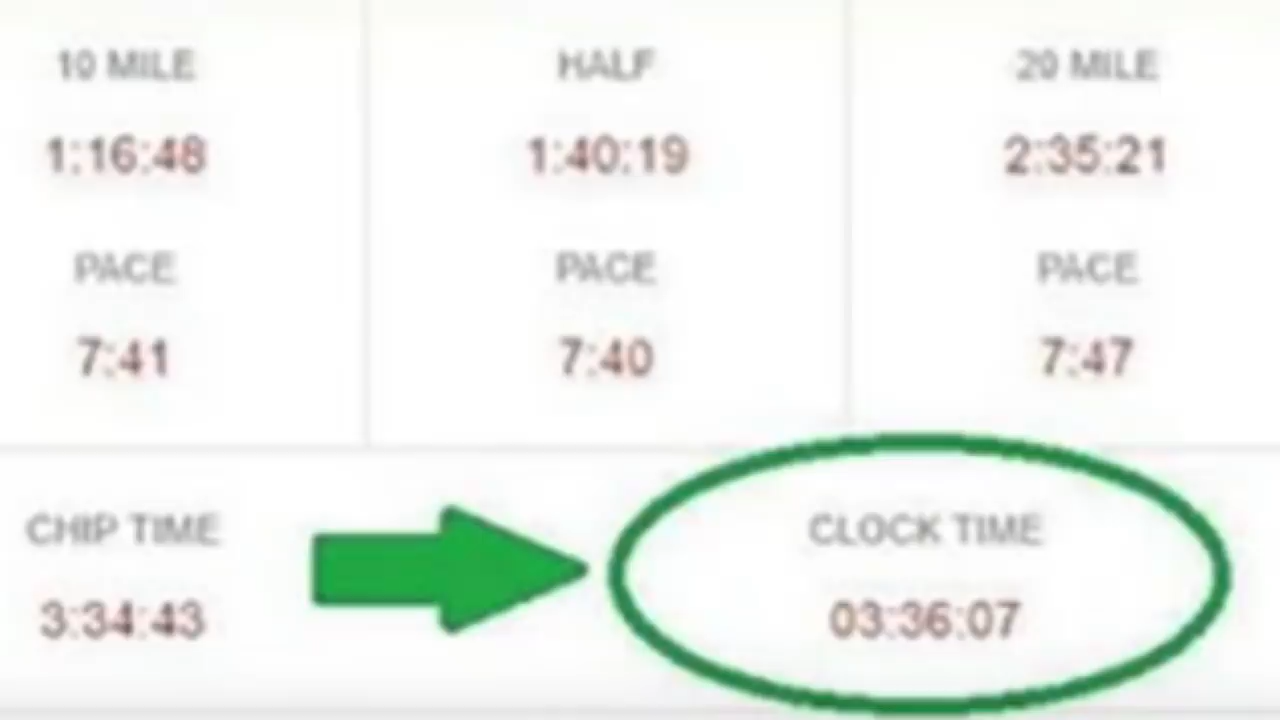 10 MILE HALF 20 MILE
1:16:48 1:40:19 2:35:21
PACE PACE PACE
7:41 7:40 7:47
CHIP TIME CLOCK TIME
3:34:43 03:36:07